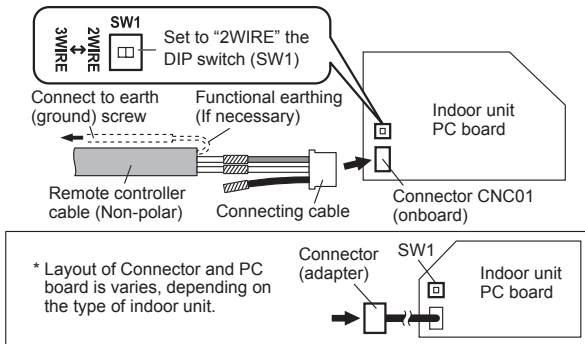 SW1
3WIRE ↔ 2WIRE
Set to “2WIRE” the
DIP switch (SW1)
Connect to earth
(ground) screw
Functional earthing
(If necessary)
Indoor unit
PC board
Remote controller
cable (Non-polar)
Connecting cable
Connector CNC01
(onboard)
* Layout of Connector and PC
board is varies, depending on
the type of indoor unit.
Connector
(adapter)
SW1
Indoor unit
PC board